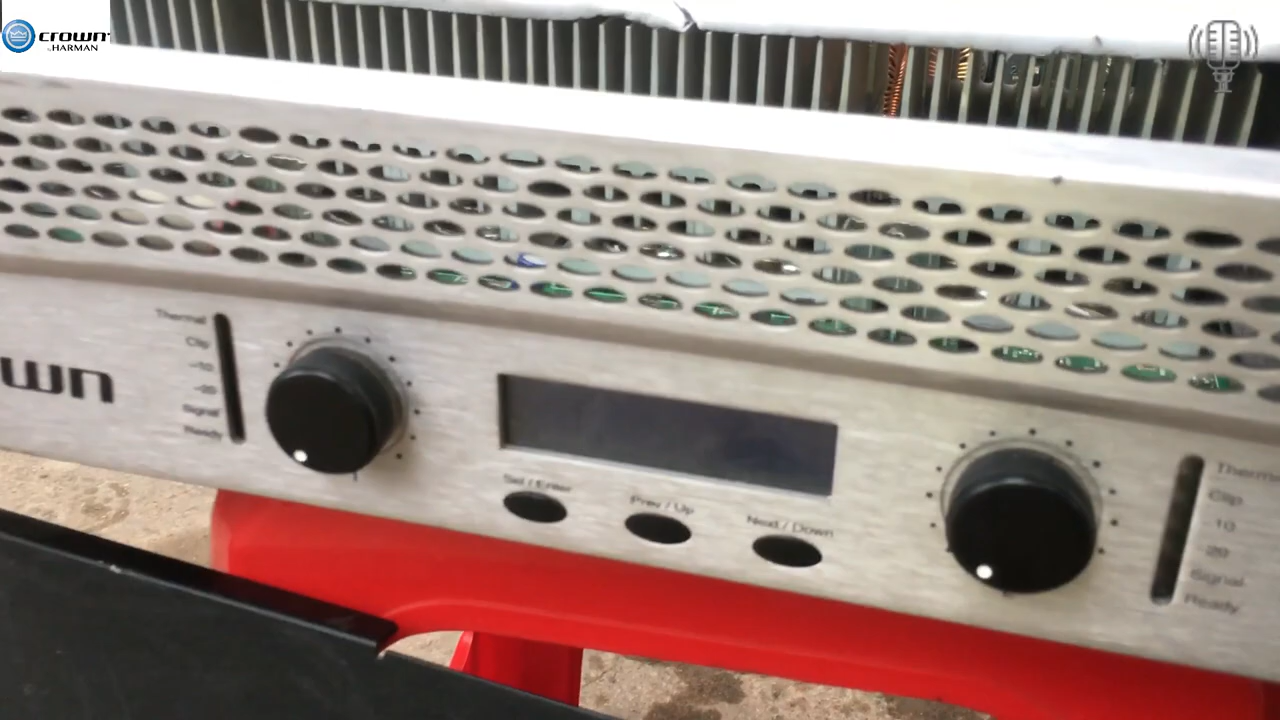 crown
by HARMAN
wn
Thermal
Clip
-10
-20
Signal
Ready
Sel / Enter
Prev / Up
Next / Down
Therm
Clip
-10
-20
Signal
Ready